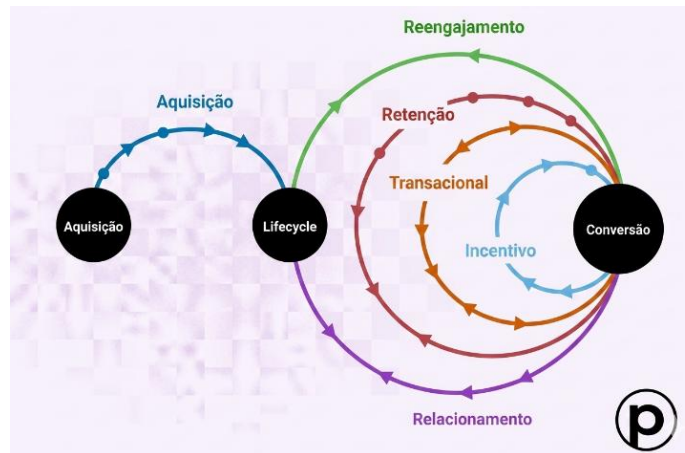 Reengajamento
Aquisição
Retenção
Transacional
Aquisição
Lifecycle
Incentivo
Conversão
Relacionamento
p